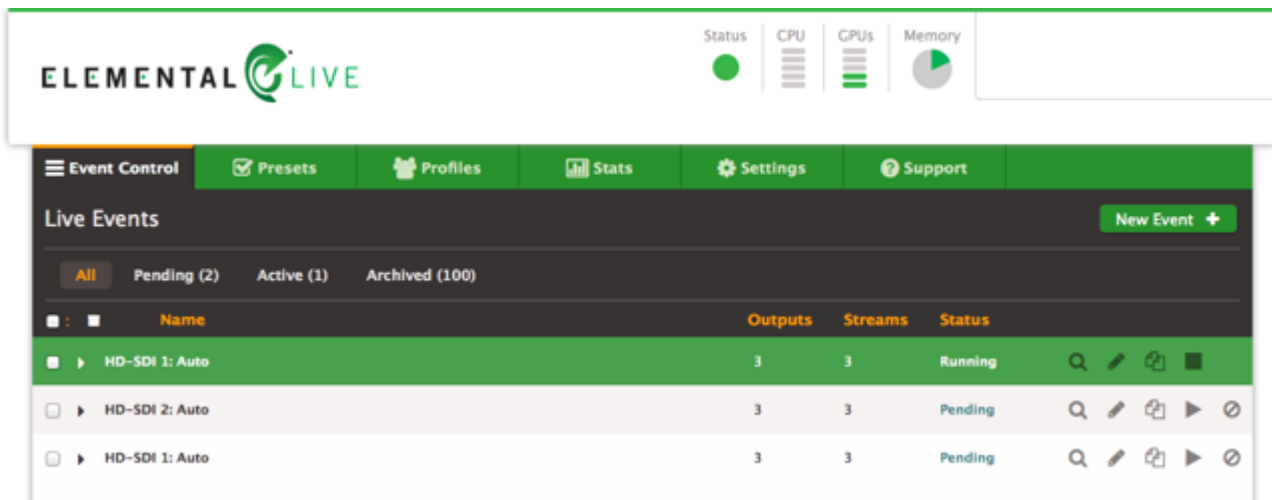 Status CPU GPUs Memory
ELEMENTAL LIVE
Event Control Presets Profiles Stats Settings Support
Live Events New Event
All Pending (2) Active (1) Archived (100)
: Name Outputs Streams Status
HD-SDI 1: Auto 3 3 Running
HD-SDI 2: Auto 3 3 Pending
HD-SDI 1: Auto 3 3 Pending